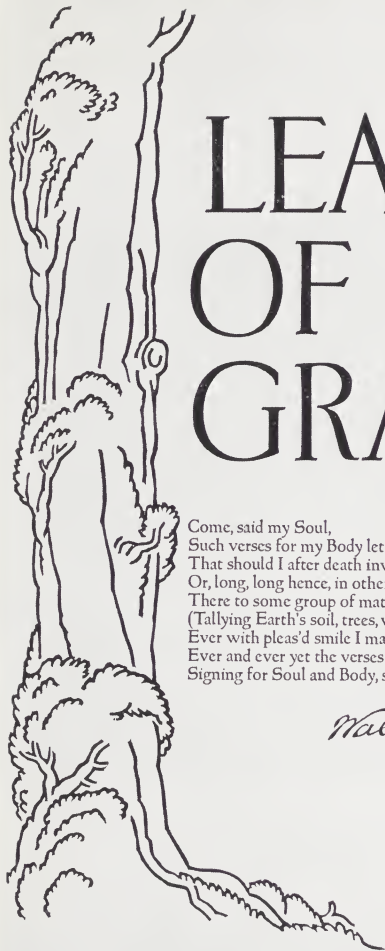 LEA
OF
GRA
Come, said my Soul,
Such verses for my Body let
That should I after death inv
Or, long, long hence, in othe
There to some group of mat
(Tallying Earth's soil, trees, w
Ever with pleas'd smile I ma
Ever and ever yet the verses
Signing for Soul and Body, s
Wal